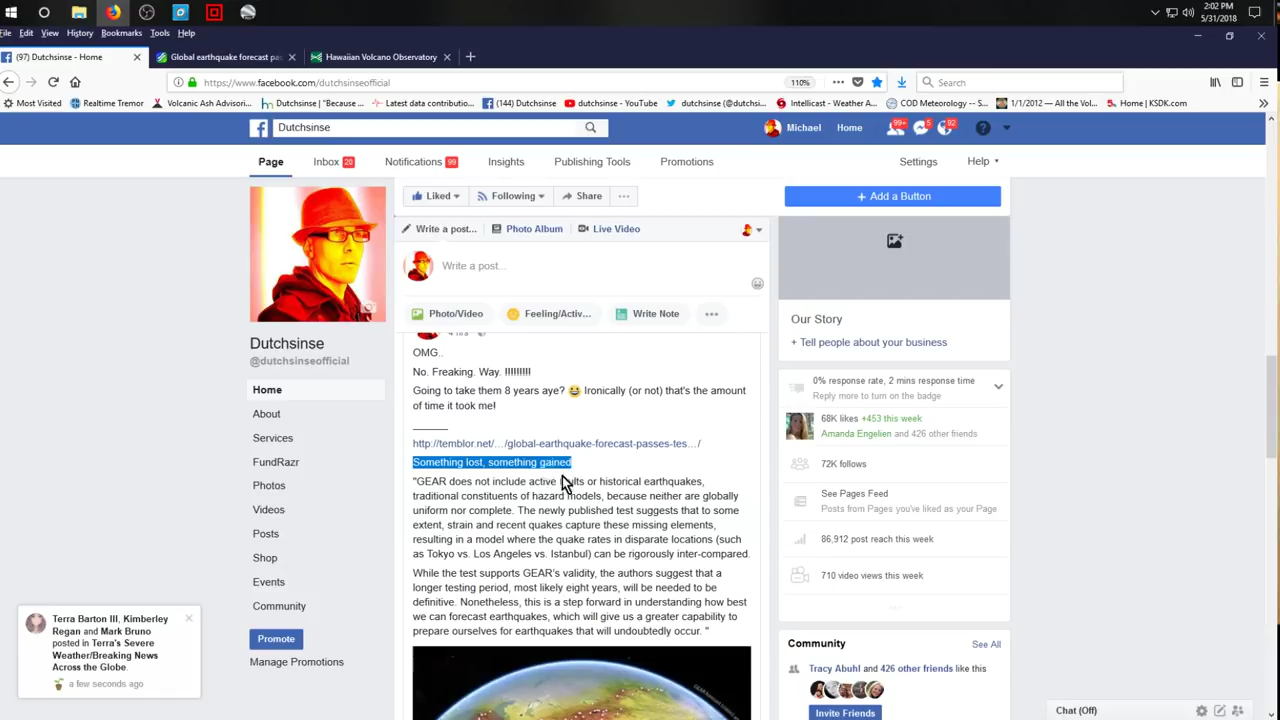 2:02 PM
5/31/2018
File Edit View History Bookmarks Tools Help
(97) Dutchsinse - Home
Global earthquake forecast pas
Hawaiian Volcano Observatory
https://www.facebook.com/dutchsinseofficial
110%
Search
Most Visited
Realtime Tremor
Volcanic Ash Advisori...
Dutchsinse | "Because ...
Latest data contributio...
(144) Dutchsinse
dutchsinse - YouTube
dutchsinse (@dutchsi...
Intellicast - Weather A...
COD Meteorology -- ...
1/1/2012 = All the Vol...
Home | KSDK.com
Dutchsinse
Michael
Home
99+
5
92
Page
Inbox 20
Notifications 99
Insights
Publishing Tools
Promotions
Settings
Help
Liked
Following
Share
...
+ Add a Button
Write a post...
Photo Album
Live Video
Write a post...
Photo/Video
Feeling/Activ...
Write Note
Dutchsinse
@dutchsinseofficial
Home
About
Services
FundRazr
Photos
Videos
Posts
Shop
Events
Community
Promote
Manage Promotions
4 hrs
OMG..
No. Freaking. Way. !!!!!!!!!
Going to take them 8 years aye? 😆 Ironically (or not) that's the amount
of time it took me!
______
http://temblor.net/…/global-earthquake-forecast-passes-tes…/
Something lost, something gained
"GEAR does not include active faults or historical earthquakes,
traditional constituents of hazard models, because neither are globally
uniform nor complete. The newly published test suggests that to some
extent, strain and recent quakes capture these missing elements,
resulting in a model where the quake rates in disparate locations (such
as Tokyo vs. Los Angeles vs. Istanbul) can be rigorously inter-compared.
While the test supports GEAR's validity, the authors suggest that a
longer testing period, most likely eight years, will be needed to be
definitive. Nonetheless, this is a step forward in understanding how best
we can forecast earthquakes, which will give us a greater capability to
prepare ourselves for earthquakes that will undoubtedly occur. "
Our Story
+ Tell people about your business
0% response rate, 2 mins response time
Reply more to turn on the badge
68K likes +453 this week
Amanda Engelien and 426 other friends
72K follows
See Pages Feed
Posts from Pages you've liked as your Page
86,912 post reach this week
710 video views this week
Community
See All
Tracy Abuhl and 426 other friends like this
Invite Friends
Terra Barton III, Kimberley
Regan and Mark Bruno
posted in Terra's Severe
Weather/Breaking News
Across the Globe.
a few seconds ago
Chat (Off)